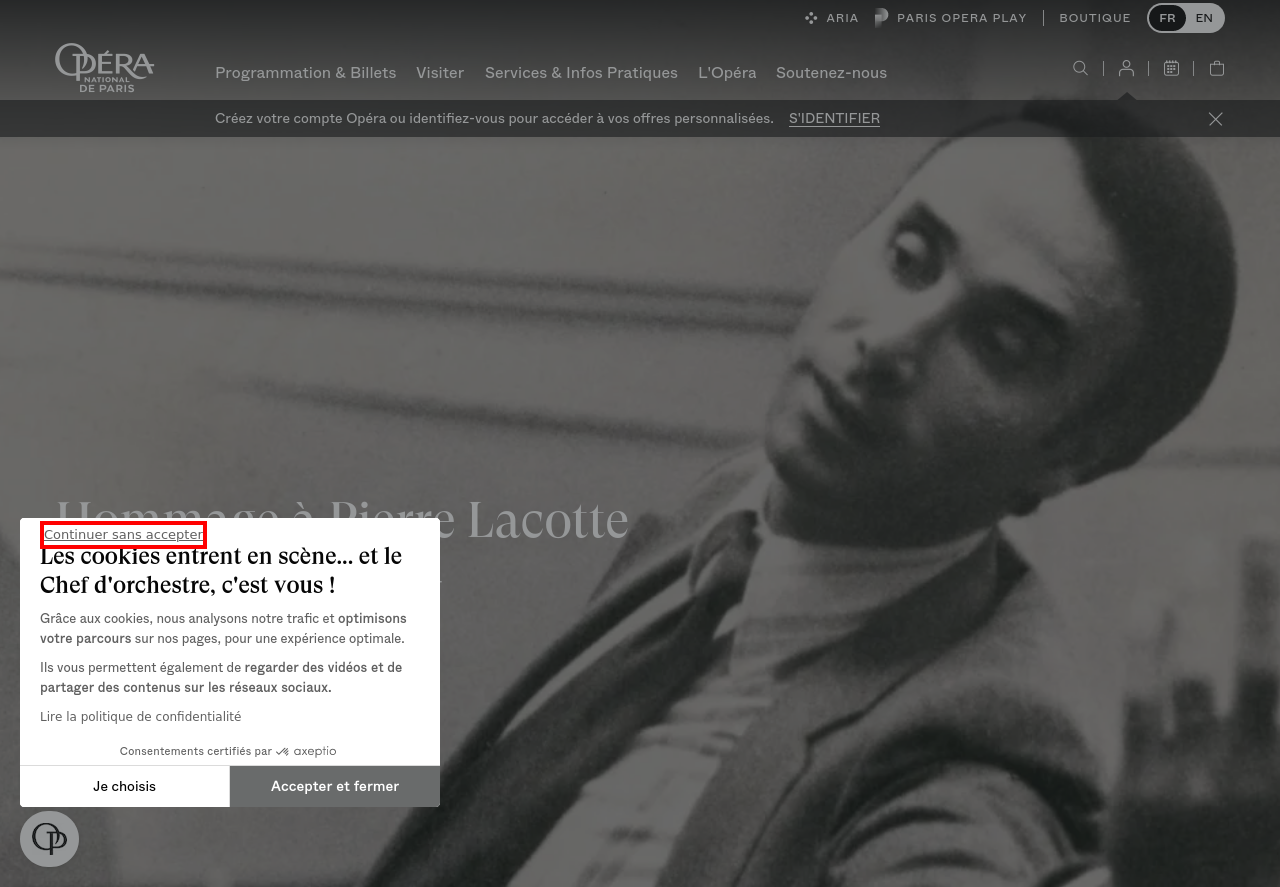 ARIA
PARIS OPERA PLAY
BOUTIQUE
FR
EN
OPÉRA
NATIONAL
DE PARIS
Programmation & Billets
Visiter
Services & Infos Pratiques
L'Opéra
Soutenez-nous
Créez votre compte Opéra ou identifiez-vous pour accéder à vos offres personnalisées.
S'IDENTIFIER
Hommage à Pierre Lacotte
Continuer sans accepter
Les cookies entrent en scène... et le
Chef d'orchestre, c'est vous !
Grâce aux cookies, nous analysons notre trafic et optimisons
votre parcours sur nos pages, pour une expérience optimale.
Ils vous permettent également de regarder des vidéos et de
partager des contenus sur les réseaux sociaux.
Lire la politique de confidentialité
Consentements certifiés par axeptio
Je choisis
Accepter et fermer
OP